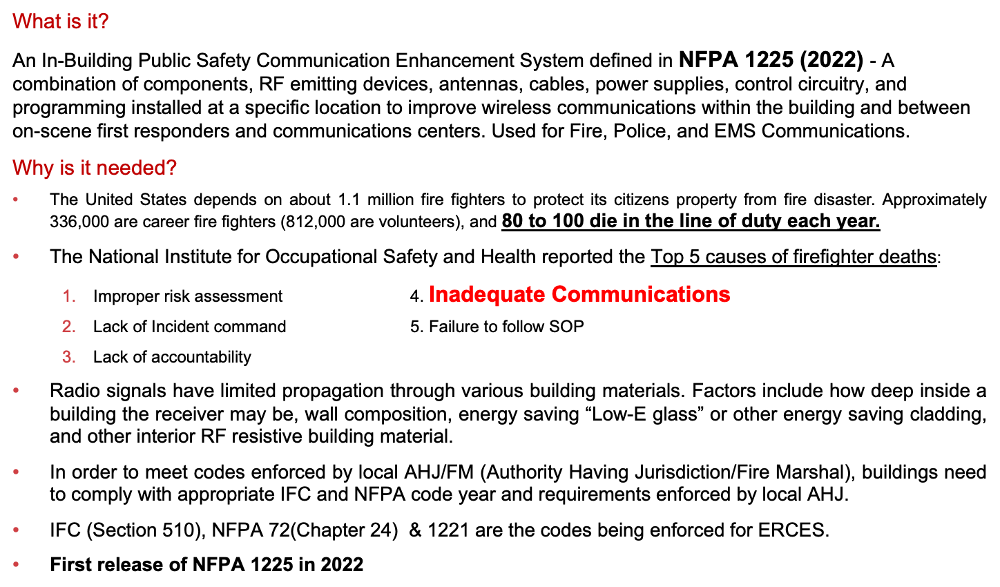 What is it?
An In-Building Public Safety Communication Enhancement System defined in NFPA 1225 (2022) - A
combination of components, RF emitting devices, antennas, cables, power supplies, control circuitry, and
programming installed at a specific location to improve wireless communications within the building and between
on-scene first responders and communications centers. Used for Fire, Police, and EMS Communications.
Why is it needed?
• The United States depends on about 1.1 million fire fighters to protect its citizens property from fire disaster. Approximately
336,000 are career fire fighters (812,000 are volunteers), and 80 to 100 die in the line of duty each year.
• The National Institute for Occupational Safety and Health reported the Top 5 causes of firefighter deaths:
1. Improper risk assessment
2. Lack of Incident command
3. Lack of accountability
4. Inadequate Communications
5. Failure to follow SOP
• Radio signals have limited propagation through various building materials. Factors include how deep inside a
building the receiver may be, wall composition, energy saving “Low-E glass” or other energy saving cladding,
and other interior RF resistive building material.
• In order to meet codes enforced by local AHJ/FM (Authority Having Jurisdiction/Fire Marshal), buildings need
to comply with appropriate IFC and NFPA code year and requirements enforced by local AHJ.
• IFC (Section 510), NFPA 72(Chapter 24) & 1221 are the codes being enforced for ERCES.
• First release of NFPA 1225 in 2022